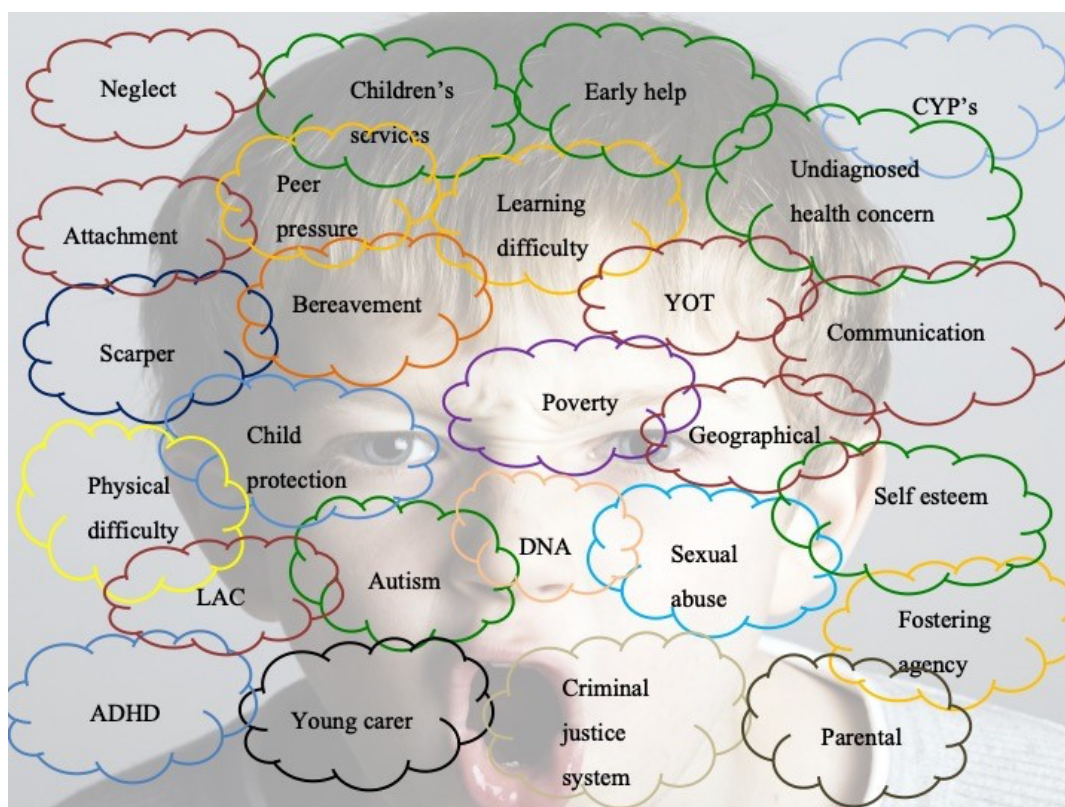 Neglect
Children's
services
Early help
CYP's
Peer
pressure
Learning
difficulty
Undiagnosed
health concern
Attachment
Bereavement
YOT
Communication
Scarper
Poverty
Geographical
Child
protection
Physical
difficulty
Self esteem
DNA
Sexual
abuse
LAC
Autism
Fostering
agency
ADHD
Young carer
Criminal
justice
system
Parental